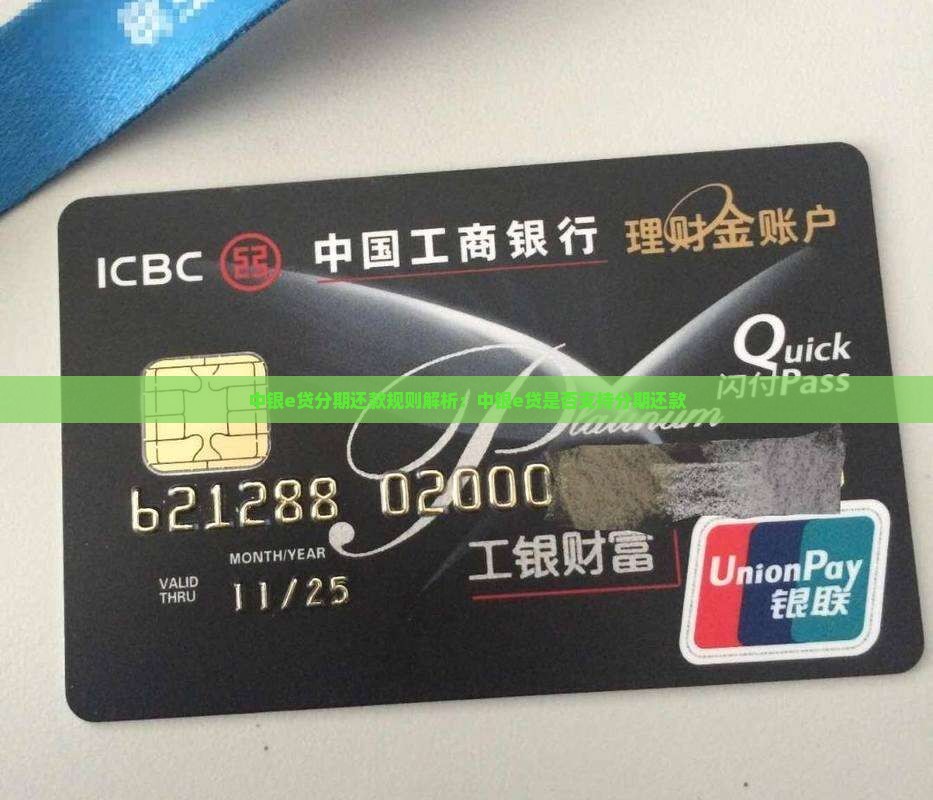 ICBC 中国工商银行 理财金账户
Quick
闪付Pass
中银e贷分期还款规则解析：中银e贷是否支持分期还款
Platinum
621288 02000
工银财富
MONTH/YEAR
VALID
THRU
11/25
UnionPay
银联